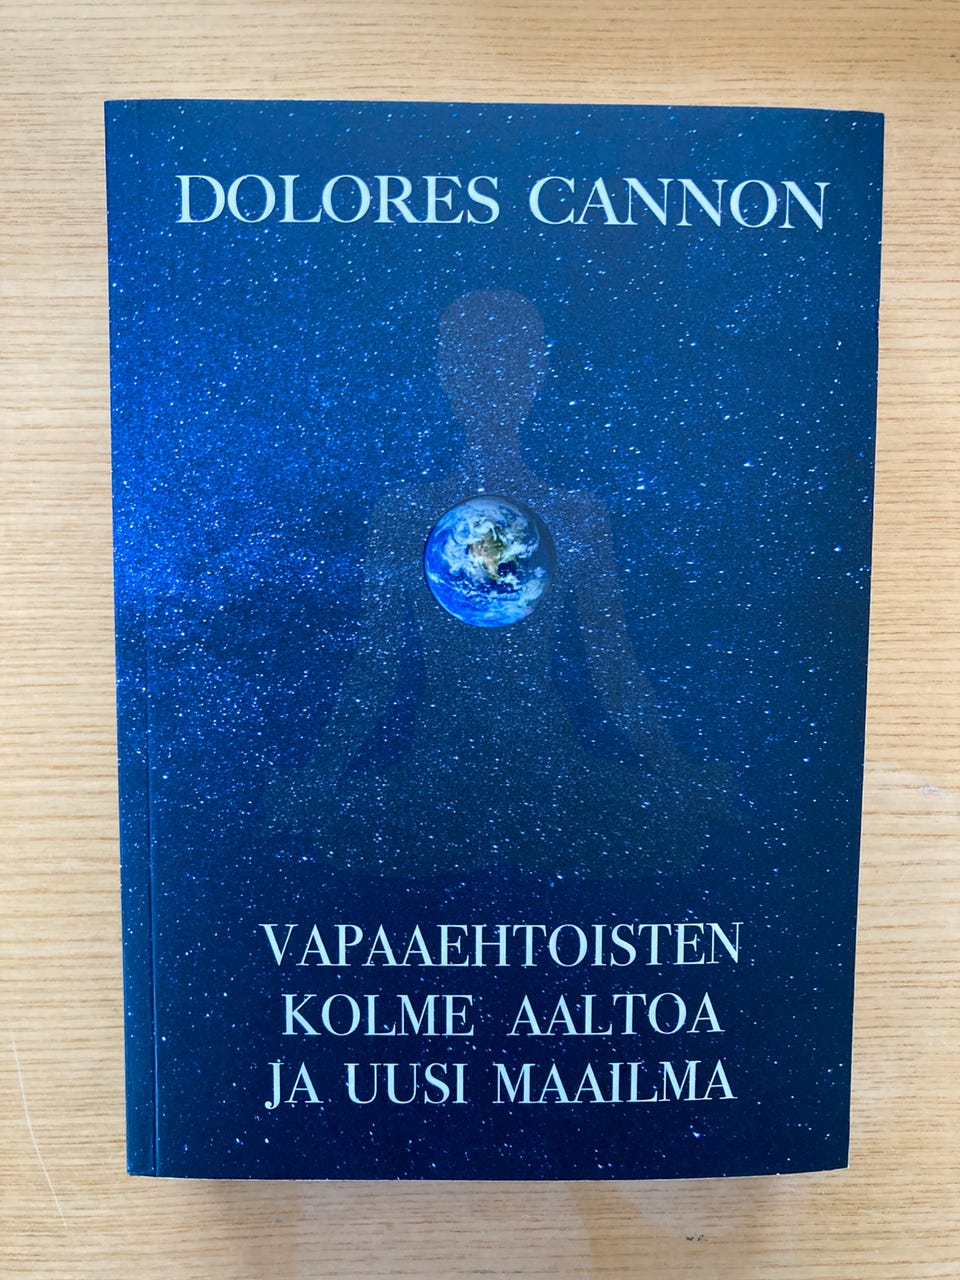 DOLORES CANNON
VAPAAEHTOISTEN
KOLME AALTOA
JA UUSI MAAILMA